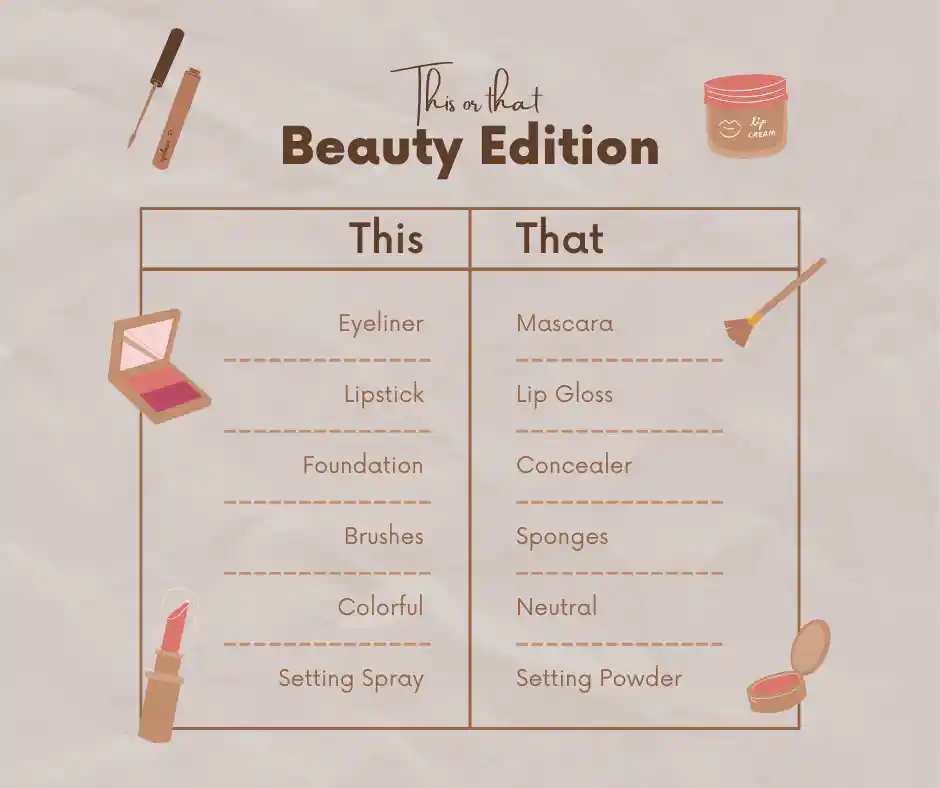 This or that
Beauty Edition
lip
CREAM
This That
Eyeliner Mascara
Lipstick Lip Gloss
Foundation Concealer
Brushes Sponges
Colorful Neutral
Setting Spray Setting Powder